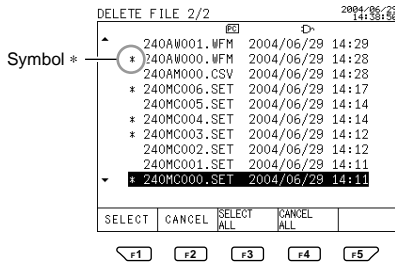 DELETE FILE 2/2 2004/06/29
14:38:56
PC
240AW001.WFM 2004/06/29 14:29
Symbol * * 240AW000.WFM 2004/06/29 14:28
240AM000.CSV 2004/06/29 14:28
* 240MC006.SET 2004/06/29 14:17
240MC005.SET 2004/06/29 14:14
* 240MC004.SET 2004/06/29 14:14
* 240MC003.SET 2004/06/29 14:12
240MC002.SET 2004/06/29 14:12
240MC001.SET 2004/06/29 14:11
* 240MC000.SET 2004/06/29 14:11
SELECT CANCEL SELECT ALL CANCEL ALL
F1 F2 F3 F4 F5